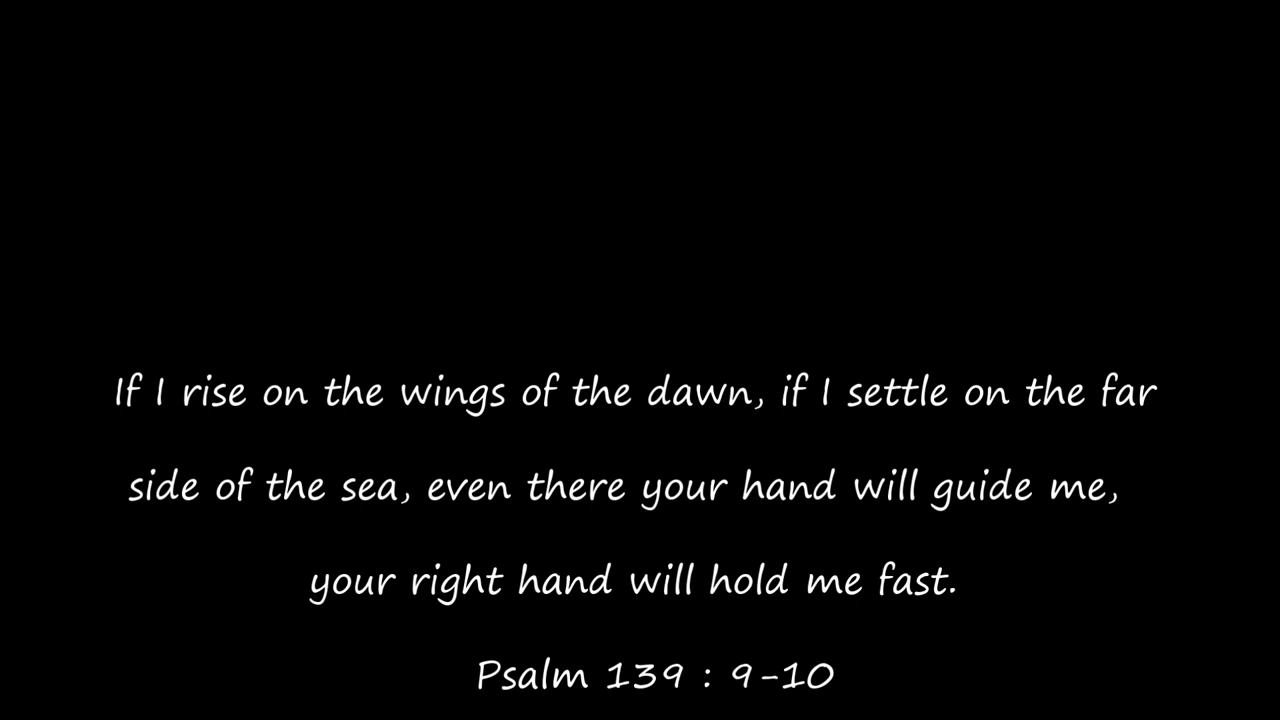 If I rise on the wings of the dawn, if I settle on the far
side of the sea, even there your hand will guide me,
your right hand will hold me fast.
Psalm 139 : 9-10